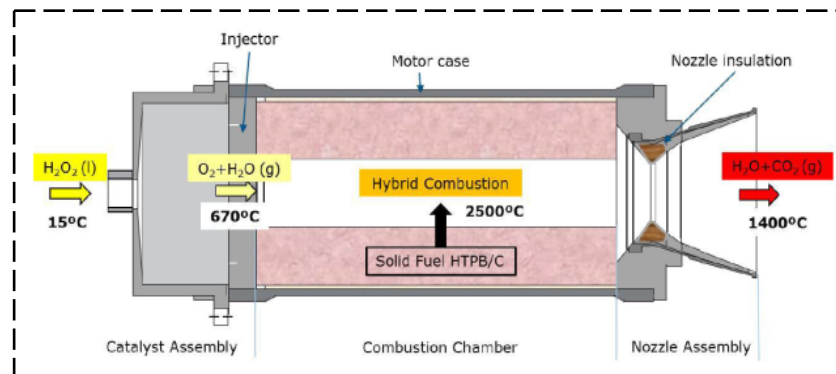 Injector
Motor case
Nozzle insulation
H₂O₂ (l)
15ºC
O₂+H₂O (g)
670ºC
Hybrid Combustion
2500ºC
Solid Fuel HTPB/C
H₂O+CO₂ (g)
1400ºC
Catalyst Assembly
Combustion Chamber
Nozzle Assembly